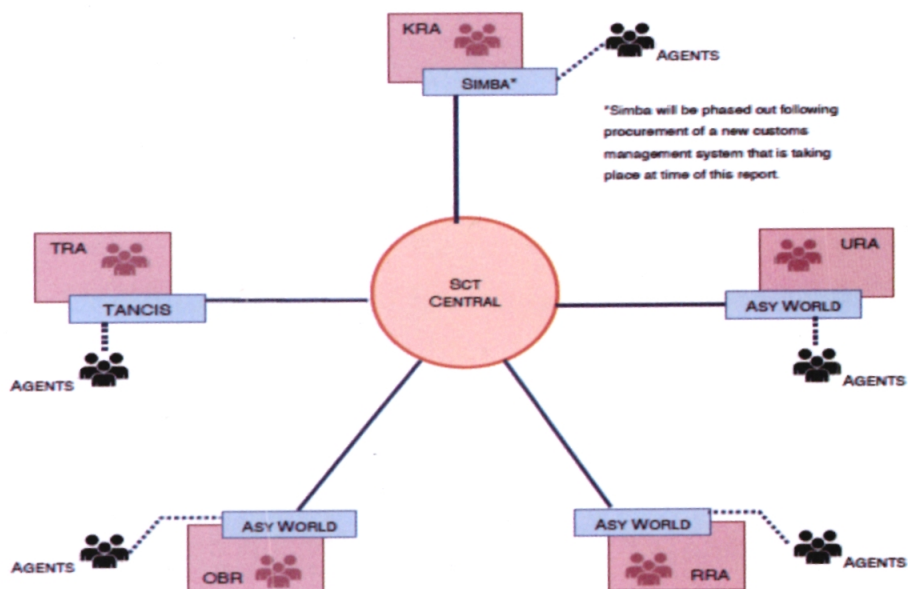 KRA
SIMBA*
AGENTS
*Simba will be phased out following
procurement of a new customs
management system that is taking
place at time of this report.
TRA
TANCIS
AGENTS
SCT
CENTRAL
URA
ASY WORLD
AGENTS
ASY WORLD
OBR
AGENTS
ASY WORLD
RRA
AGENTS